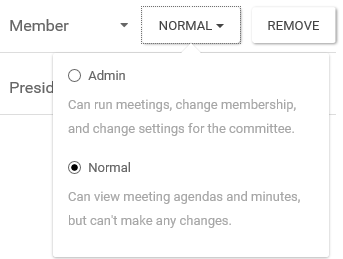 Member NORMAL REMOVE
Admin
Presid
Can run meetings, change membership,
and change settings for the committee.
Normal
Can view meeting agendas and minutes,
but can't make any changes.